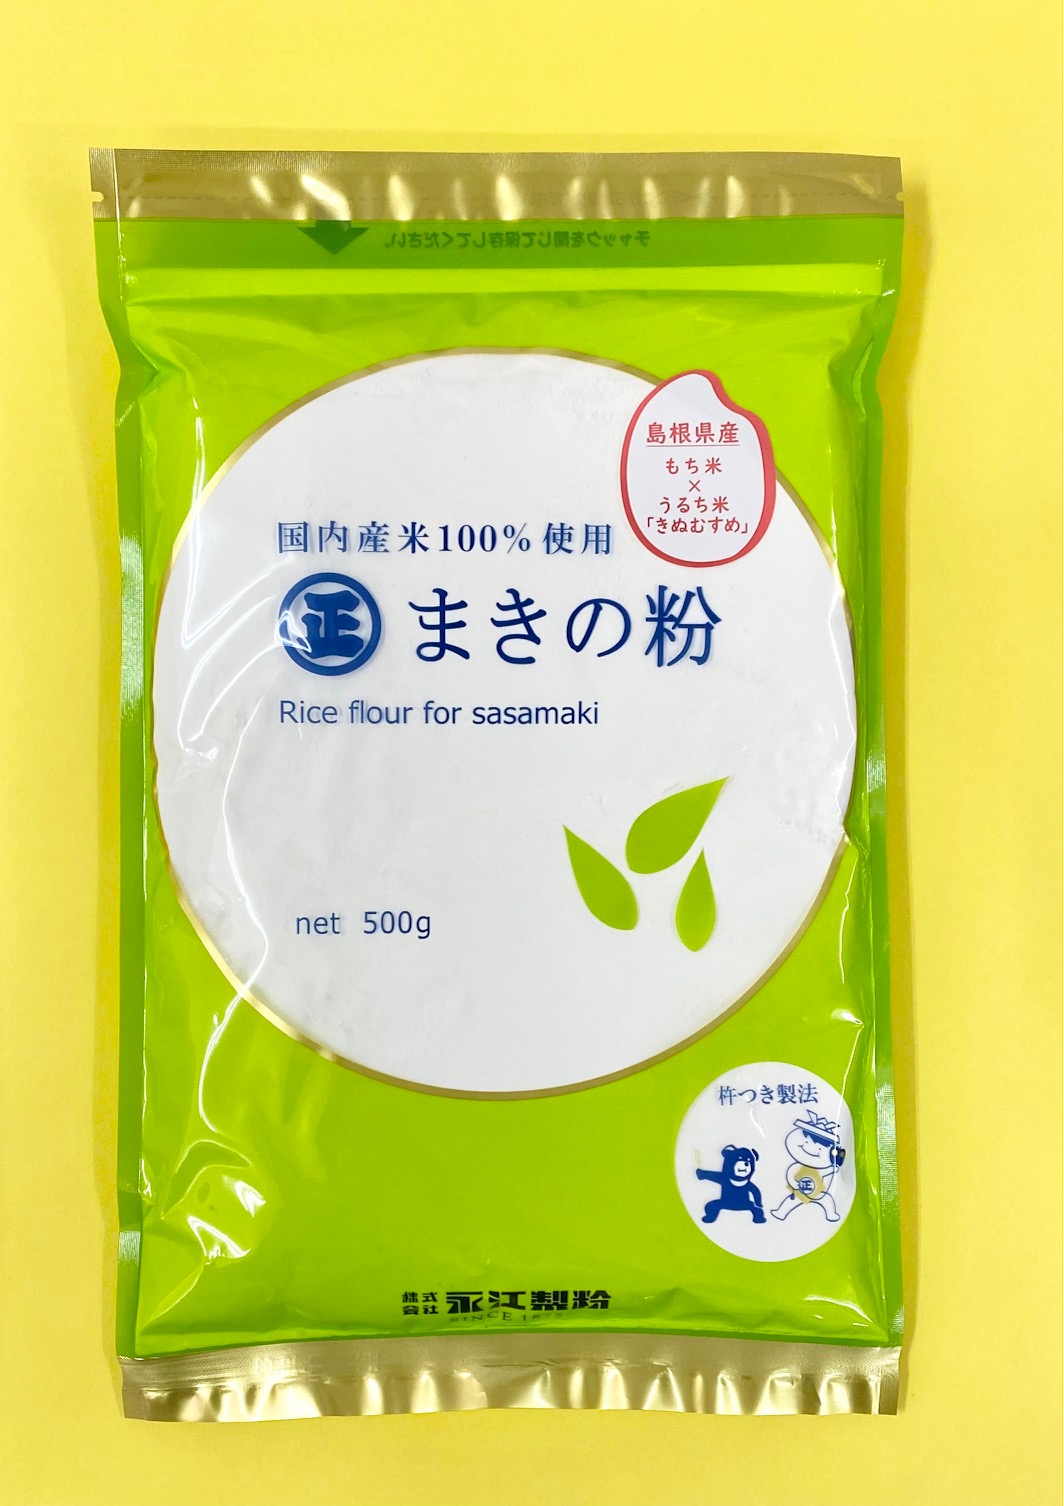 チャックを閉じて保存してください。
島根県産
もち米
×
うるち米
「きぬむすめ」
国内産米100%使用
正 まきの粉
Rice flour for sasamaki
net 500g
杵つき製法
正
株式会社 永江製粉